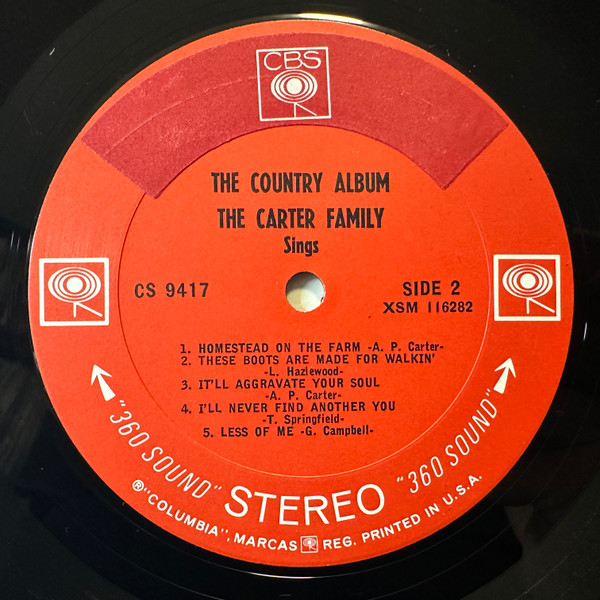 CBS
THE COUNTRY ALBUM
THE CARTER FAMILY
Sings
CS 9417
SIDE 2
XSM 116282
1. HOMESTEAD ON THE FARM -A. P. Carter-
2. THESE BOOTS ARE MADE FOR WALKIN'
-L. Hazlewood-
3. IT'LL AGGRAVATE YOUR SOUL
-A. P. Carter-
4. I'LL NEVER FIND ANOTHER YOU
-T. Springfield-
5. LESS OF ME -G. Campbell-
"360 SOUND" STEREO "360 SOUND"
®"COLUMBIA", MARCAS REG. PRINTED IN U.S.A.